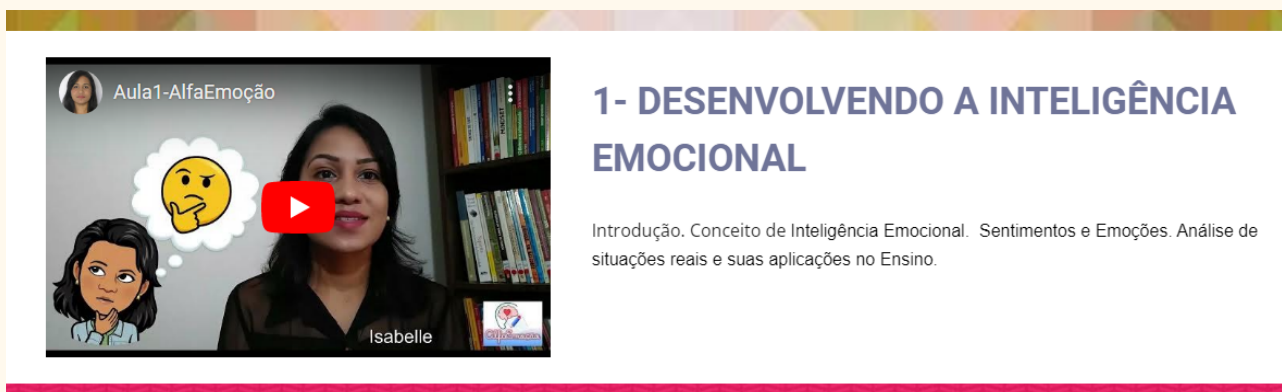 Aula1-AlfaEmoção
Isabelle
1- DESENVOLVENDO A INTELIGÊNCIA
EMOCIONAL
Introdução. Conceito de Inteligência Emocional.  Sentimentos e Emoções. Análise de
situações reais e suas aplicações no Ensino.